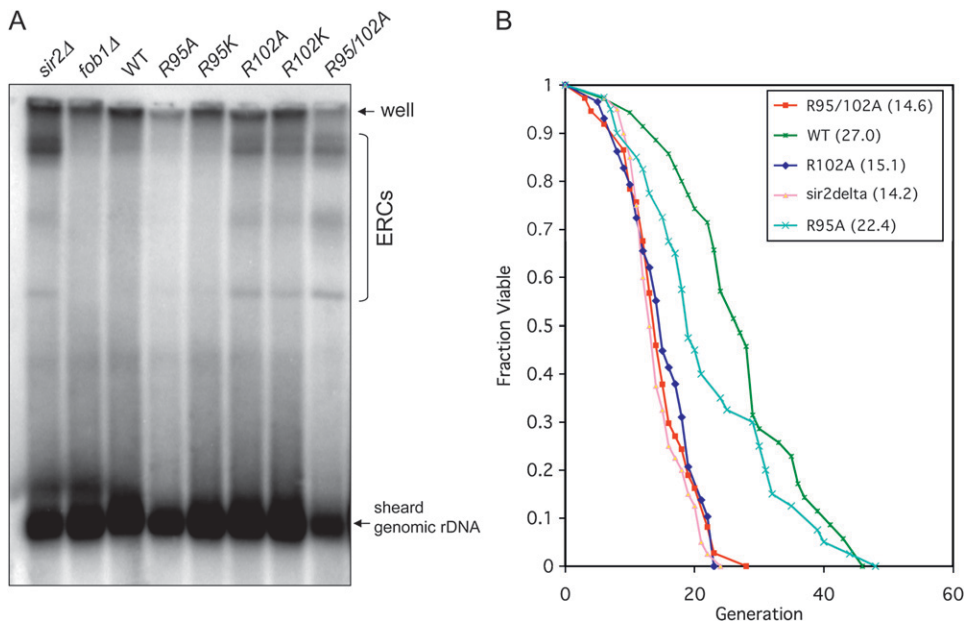 A
sir2Δ
fob1Δ
WT
R95A
R95K
R102A
R102K
R95/102A
well
ERCs
sheard
genomic rDNA
B
Fraction Viable
1
0.9
0.8
0.7
0.6
0.5
0.4
0.3
0.2
0.1
0
R95/102A (14.6)
WT (27.0)
R102A (15.1)
sir2delta (14.2)
R95A (22.4)
0
20
40
60
Generation